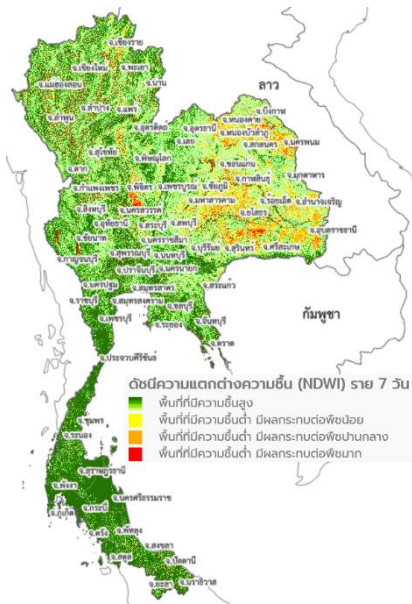 จ.เชียงราย
จ.เชียงใหม่
จ.พะเยา
จ.แม่ฮ่องสอน
จ.น่าน
ลาว
จ.ลำปาง
จ.แพร่
จ.ลำพูน
จ.บึงกาฬ
จ.หนองคาย
จ.อุตรดิตถ์
จ.อุดรธานี
จ.หนองบัวลำภู
จ.เลย
จ.สกลนคร
จ.นครพนม
จ.สุโขทัย
จ.พิษณุโลก
จ.ตาก
จ.ขอนแก่น
จ.กาฬสินธุ์
จ.มุกดาหาร
จ.กำแพงเพชร
จ.พิจิตร
จ.เพชรบูรณ์
จ.ชัยภูมิ
จ.มหาสารคาม
จ.ร้อยเอ็ด
จ.อำนาจเจริญ
จ.สิงห์บุรี
จ.นครสวรรค์
จ.ยโสธร
จ.อุทัยธานี
จ.สระบุรี
จ.ลพบุรี
จ.อุบลราชธานี
จ.ชัยนาท
จ.นครราชสีมา
จ.บุรีรัมย์
จ.สุรินทร์
จ.ศรีสะเกษ
จ.กาญจนบุรี
จ.สุพรรณบุรี
จ.นนทบุรี
จ.ปราจีนบุรี
จ.นครนายก
จ.นครปฐม
จ.สมุทรสาคร
จ.สระแก้ว
จ.ราชบุรี
จ.สมุทรสงคราม
จ.ชลบุรี
กัมพูชา
จ.เพชรบุรี
จ.ระยอง
จ.จันทบุรี
จ.ตราด
จ.ประจวบคีรีขันธ์
ดัชนีความแตกต่างความชื้น (NDWI) ราย 7 วัน
พื้นที่ที่มีความชื้นสูง
พื้นที่ที่มีความชื้นต่ำ มีผลกระทบต่อพืชน้อย
พื้นที่ที่มีความชื้นต่ำ มีผลกระทบต่อพืชปานกลาง
พื้นที่ที่มีความชื้นต่ำ มีผลกระทบต่อพืชมาก
จ.ชุมพร
จ.ระนอง
จ.สุราษฎร์ธานี
จ.พังงา
จ.นครศรีธรรมราช
จ.กระบี่
จ.ภูเก็ต
จ.ตรัง
จ.พัทลุง
จ.สงขลา
จ.สตูล
จ.ปัตตานี
จ.ยะลา
จ.นราธิวาส